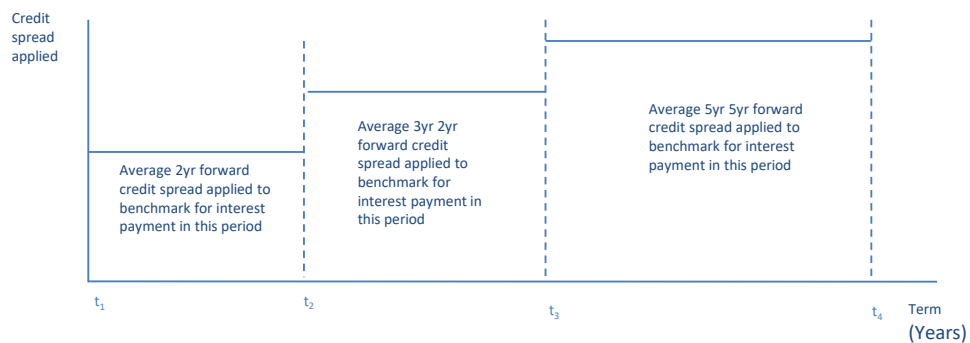 Credit
spread
applied
Average 2yr forward
credit spread applied to
benchmark for interest
payment in this period
Average 3yr 2yr
forward credit
spread applied to
benchmark for
interest payment in
this period
Average 5yr 5yr forward
credit spread applied to
benchmark for interest
payment in this period
t1
t2
t3
t4
Term
(Years)